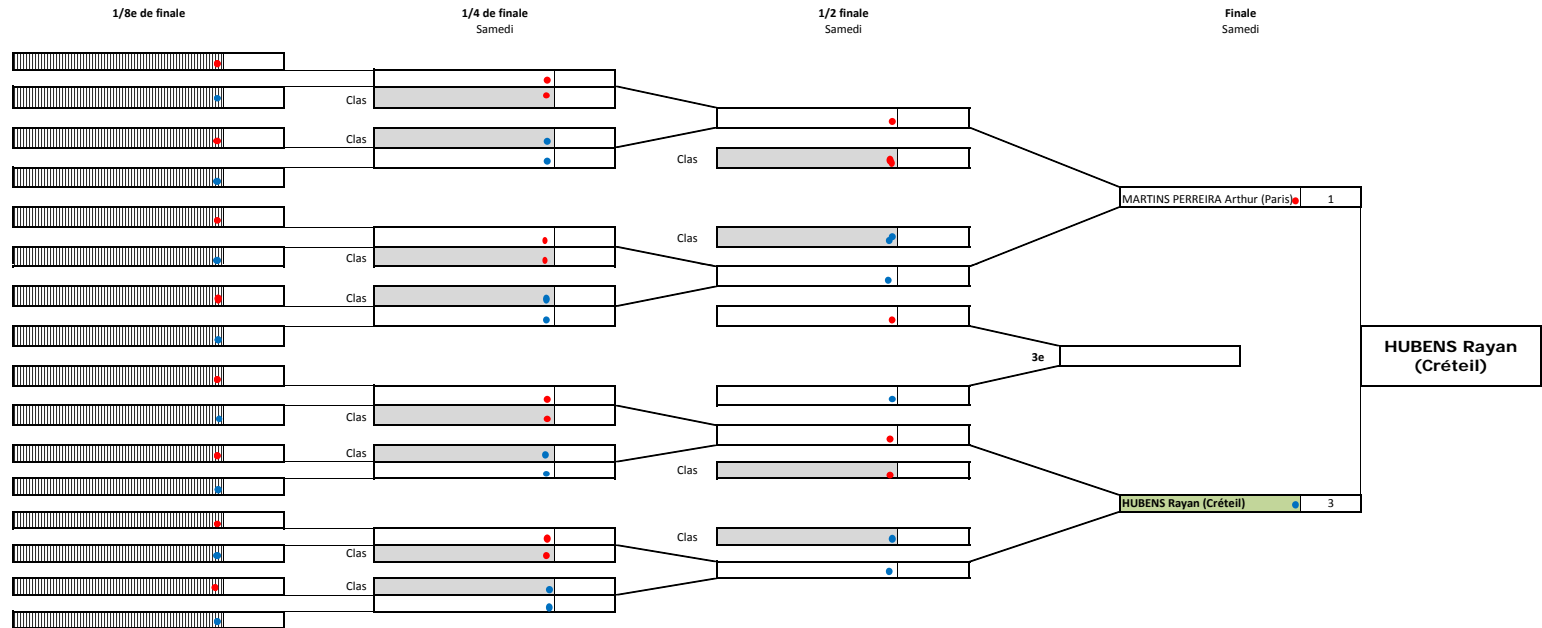 1/8e de finale
1/4 de finale
Samedi
1/2 finale
Samedi
Finale
Samedi
Clas
Clas
Clas
MARTINS PERREIRA Arthur (Paris) 1
Clas
Clas
Clas
HUBENS Rayan
(Créteil)
3e
Clas
Clas
Clas
HUBENS Rayan (Créteil) 3
Clas
Clas
Clas